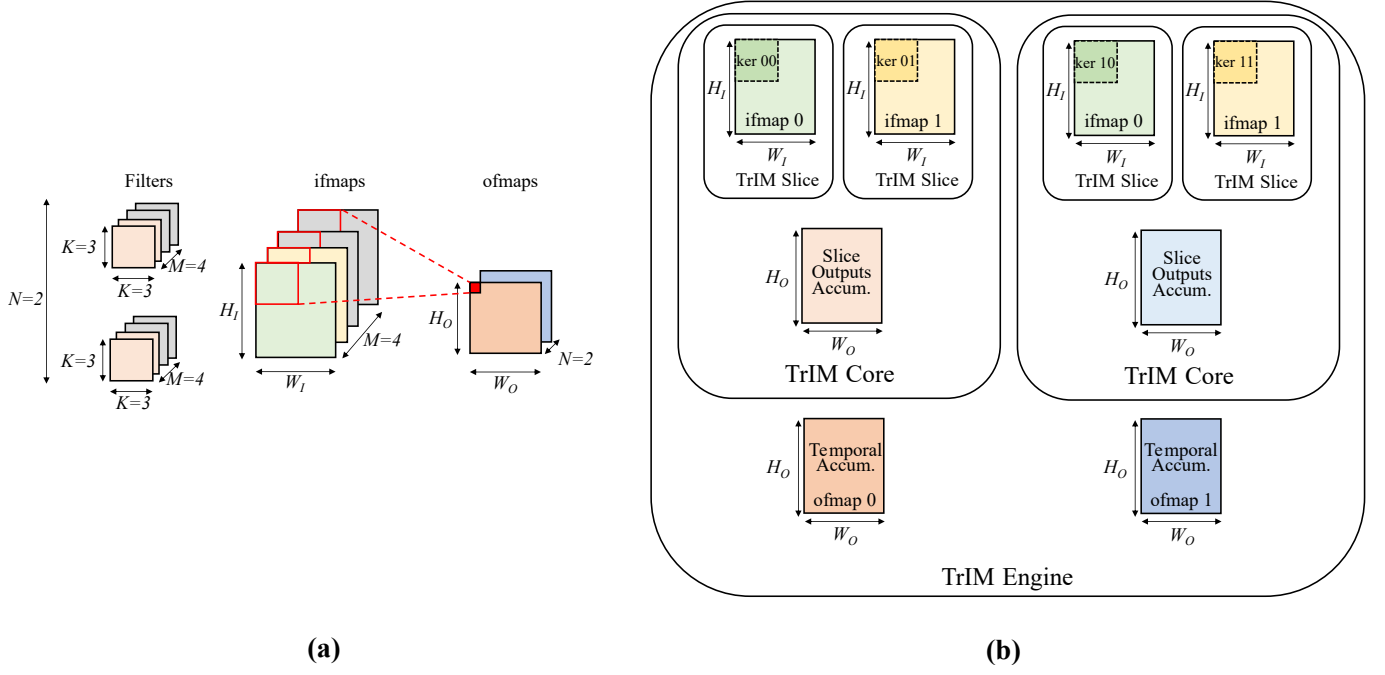 Filters
ifmaps
ofmaps
N=2
K=3
K=3
M=4
K=3
K=3
M=4
H_I
W_I
M=4
H_O
W_O
N=2
(a)
ker 00
H_I
ifmap 0
W_I
TrIM Slice
ker 01
H_I
ifmap 1
W_I
TrIM Slice
Slice
Outputs
Accum.
H_O
W_O
TrIM Core
ker 10
H_I
ifmap 0
W_I
TrIM Slice
ker 11
H_I
ifmap 1
W_I
TrIM Slice
Slice
Outputs
Accum.
H_O
W_O
TrIM Core
Temporal
Accum.
H_O
ofmap 0
W_O
Temporal
Accum.
H_O
ofmap 1
W_O
TrIM Engine
(b)